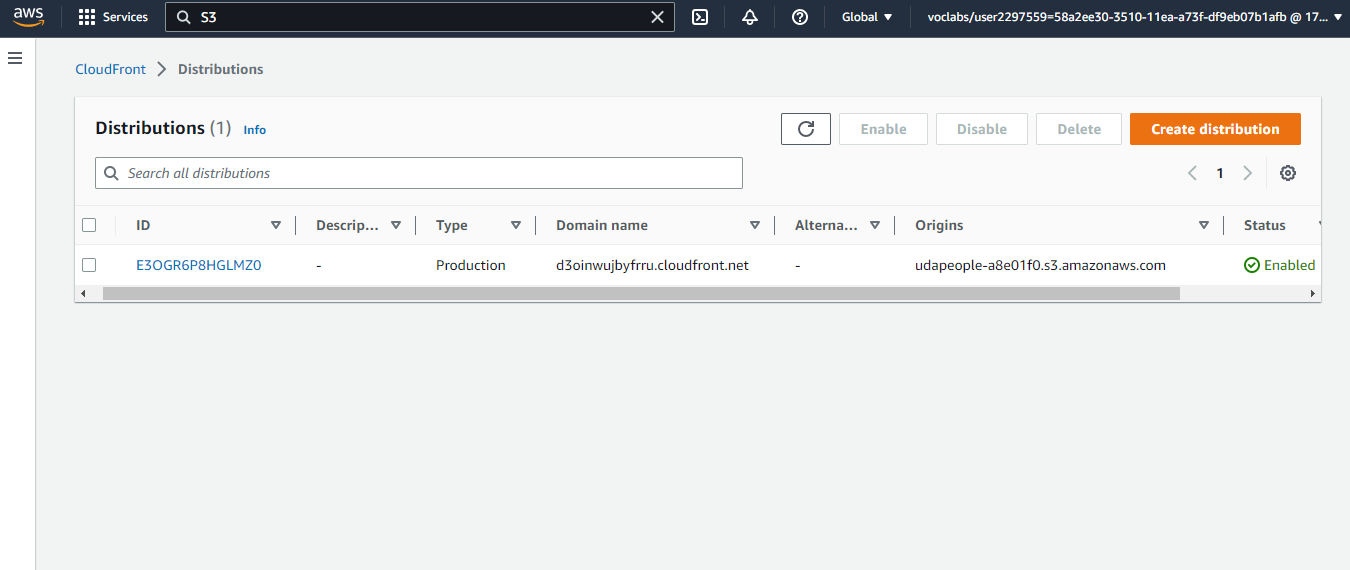 aws Services S3 Global voclabs/user2297559=58a2ee30-3510-11ea-a73f-df9eb07b1afb @ 17...
CloudFront Distributions
Distributions (1) Info Enable Disable Delete Create distribution
Search all distributions 1
ID Descrip... Type Domain name Alterna... Origins Status
E3OGR6P8HGLMZ0 - Production d3oinwujbyfrru.cloudfront.net - udapeople-a8e01f0.s3.amazonaws.com Enabled